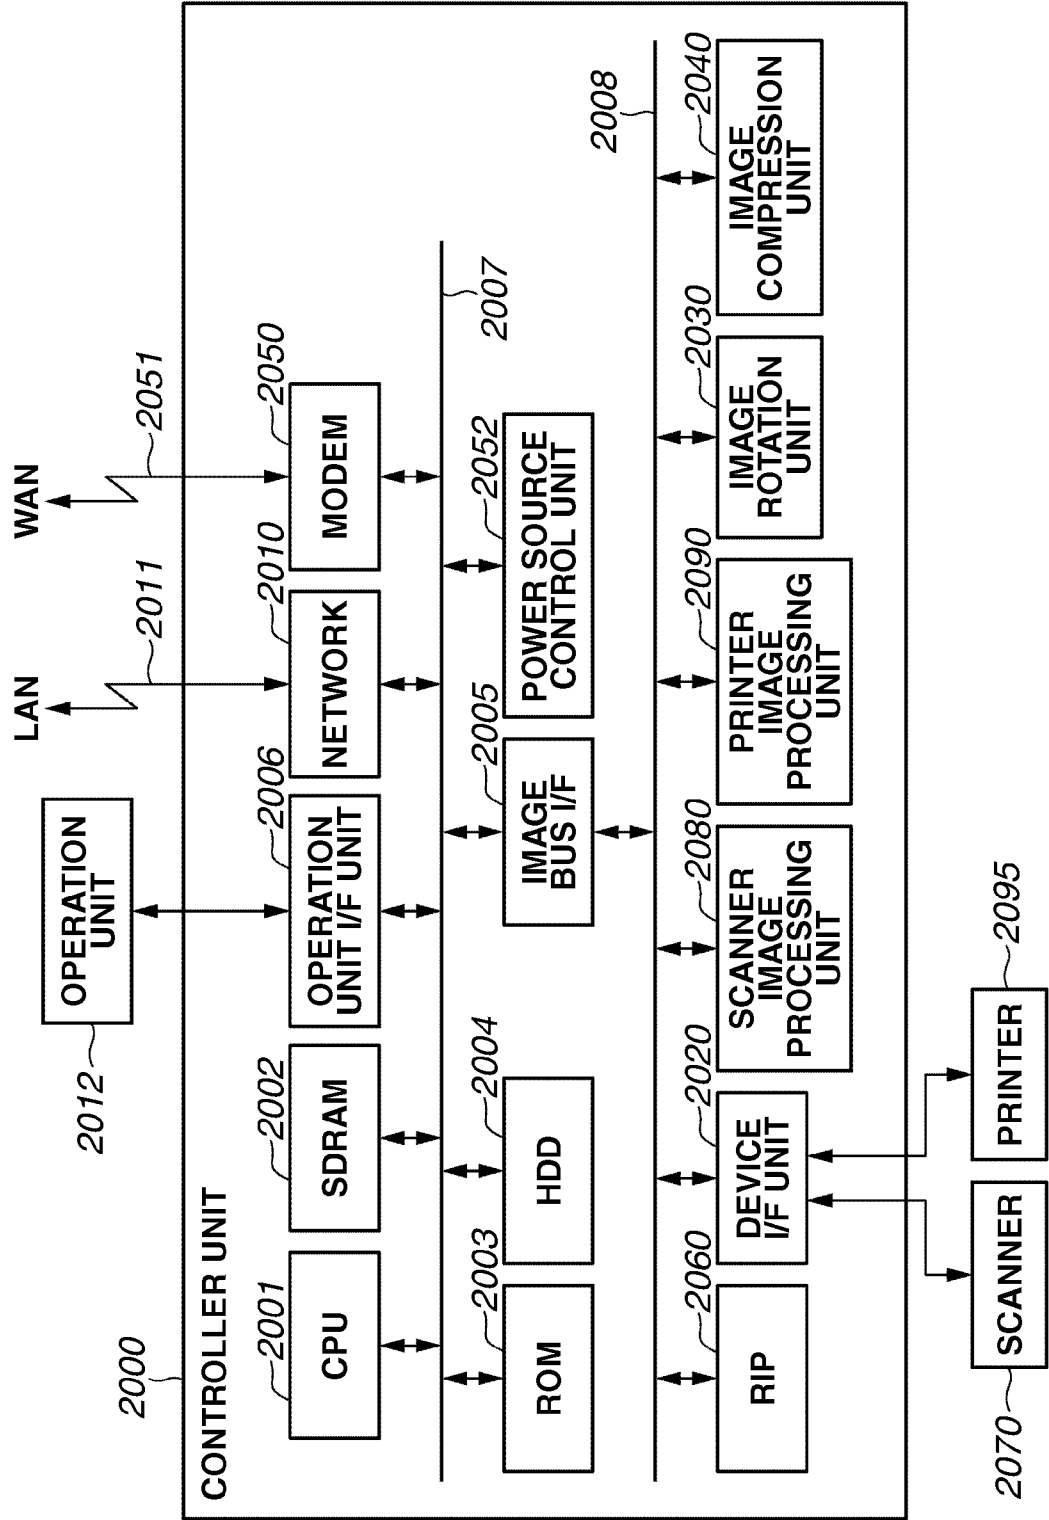 LAN
WAN
OPERATION
UNIT
2012
2011
2051
2000
CONTROLLER UNIT
2001
CPU
2002
SDRAM
2006
OPERATION
UNIT I/F UNIT
2010
NETWORK
2050
MODEM
2007
2003
ROM
2004
HDD
2005
IMAGE
BUS I/F
2052
POWER SOURCE
CONTROL UNIT
2008
2060
RIP
2020
DEVICE
I/F UNIT
2080
SCANNER
IMAGE
PROCESSING
UNIT
2090
PRINTER
IMAGE
PROCESSING
UNIT
2030
IMAGE
ROTATION
UNIT
2040
IMAGE
COMPRESSION
UNIT
SCANNER
2070
PRINTER
2095